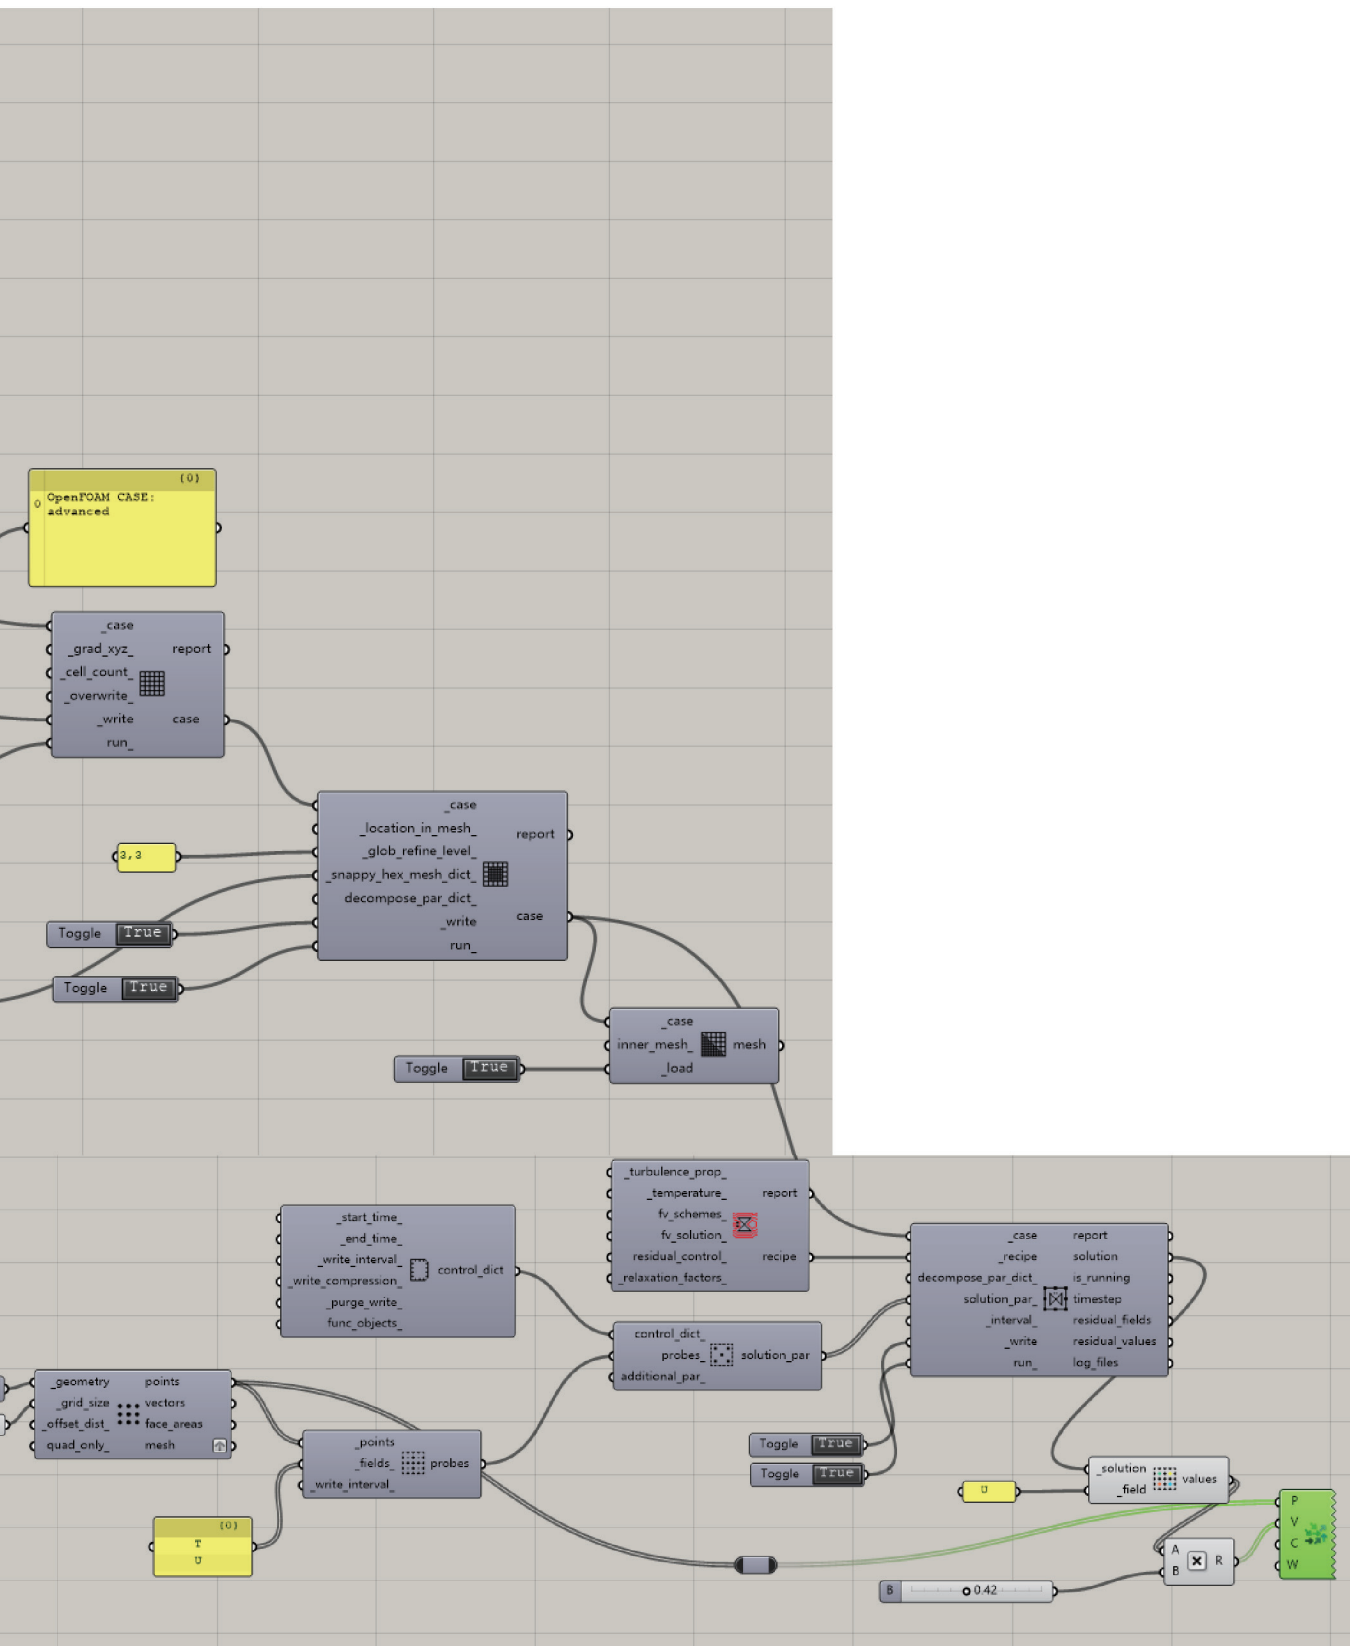 {0}
0 OpenFOAM CASE:
advanced
_case
_grad_xyz_ report
_cell_count_
_overwrite_
_write case
run_
_case
_location_in_mesh_ report
3,3 _glob_refine_level_
_snappy_hex_mesh_dict_
decompose_par_dict_
case
Toggle True _write
run_
Toggle True
_case
inner_mesh_ mesh
Toggle True _load
_turbulence_prop_
_temperature_ report
fv_schemes_
fv_solution_
residual_control_ recipe
_relaxation_factors_
_start_time_
_end_time_
_write_interval_
_write_compression_ control_dict
_purge_write_
func_objects_
_case report
_recipe solution
decompose_par_dict_ is_running
solution_par_ timestep
_interval_ residual_fields
_write residual_values
run_ log_files
control_dict_
probes_ solution_par
additional_par_
_geometry points
_grid_size vectors
_offset_dist_ face_areas
quad_only_ mesh
_points
_fields_ probes
_write_interval_
Toggle True
Toggle True
_solution values
U _field
{0}
T
U
P
V
C
W
A
B R
B 0.42